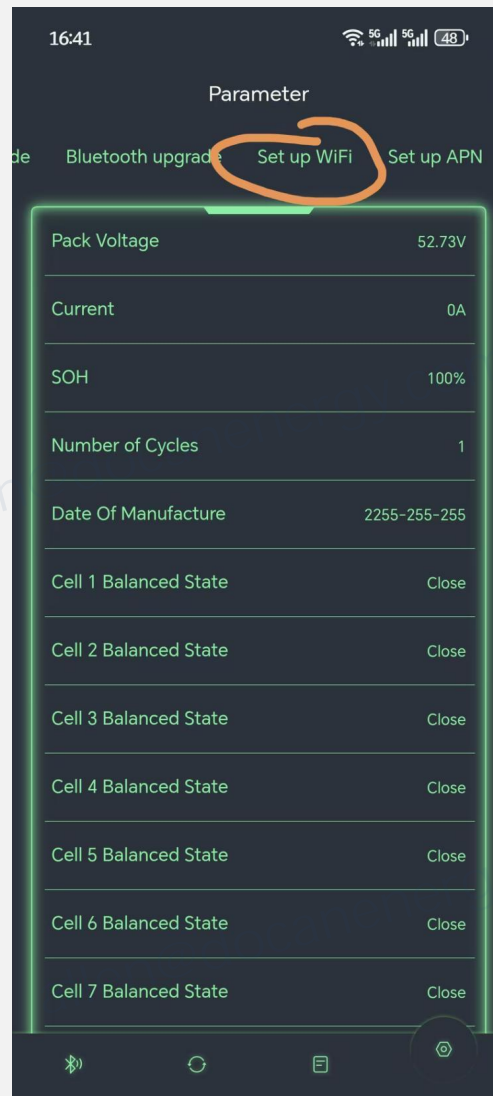 16:41
5G 5G 48
Parameter
de Bluetooth upgrade Set up WiFi Set up APN
Pack Voltage 52.73V
Current 0A
SOH 100%
Number of Cycles 1
Date Of Manufacture 2255-255-255
Cell 1 Balanced State Close
Cell 2 Balanced State Close
Cell 3 Balanced State Close
Cell 4 Balanced State Close
Cell 5 Balanced State Close
Cell 6 Balanced State Close
Cell 7 Balanced State Close